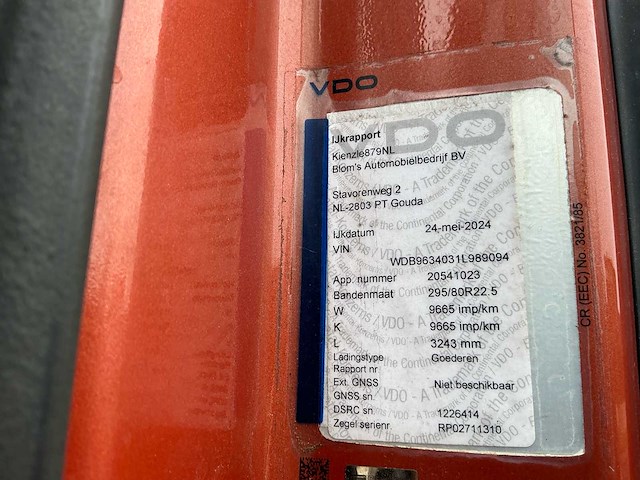 VDO
VDO
IJkrapport
Kienzle879NL
Blom's Automobielbedrijf BV
Stavorenweg 2
NL-2803 PT Gouda
IJkdatum 24-mei-2024
VIN
WDB9634031L989094
App. nummer 20541023
Bandenmaat 295/80R22.5
W 9665 imp/km
K 9665 imp/km
L 3243 mm
Ladingstype Goederen
Rapport nr
Ext. GNSS Niet beschikbaar
GNSS sn.
DSRC sn. 1226414
Zegel serienr. RP02711310
CR (EEC) No. 3821/85